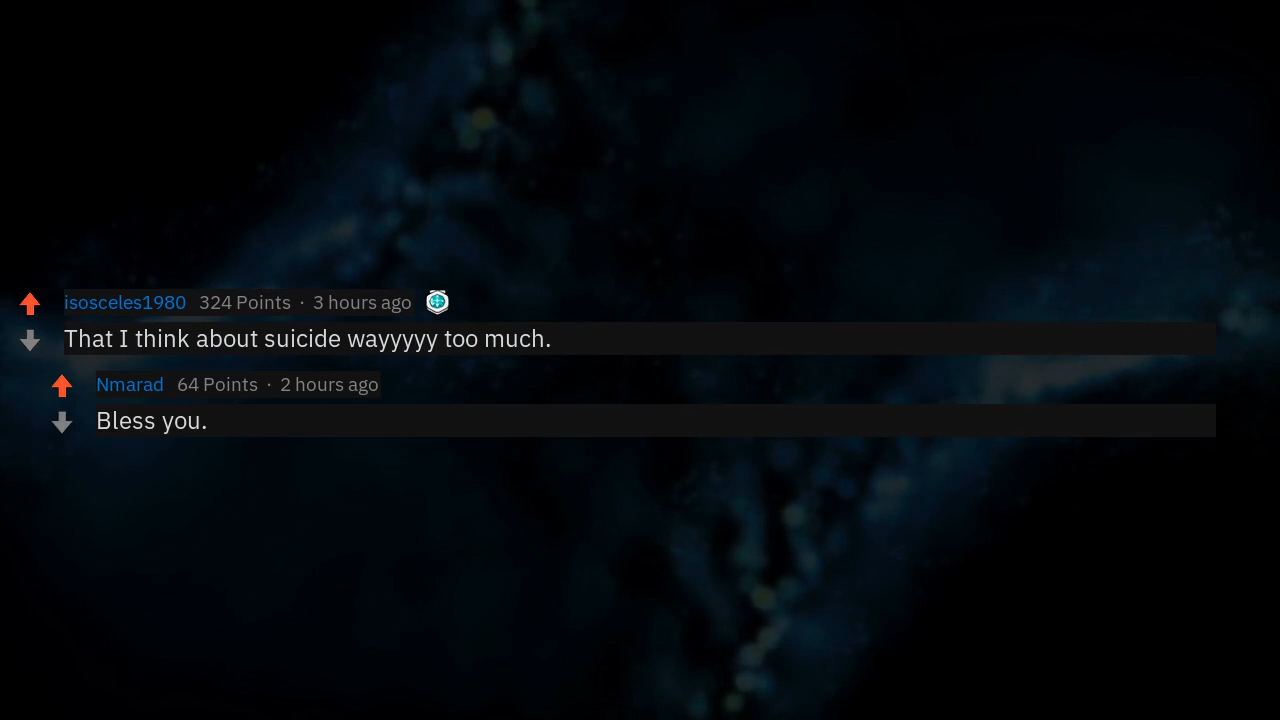 isosceles1980 324 Points · 3 hours ago
That I think about suicide wayyyyy too much.
Nmarad 64 Points · 2 hours ago
Bless you.